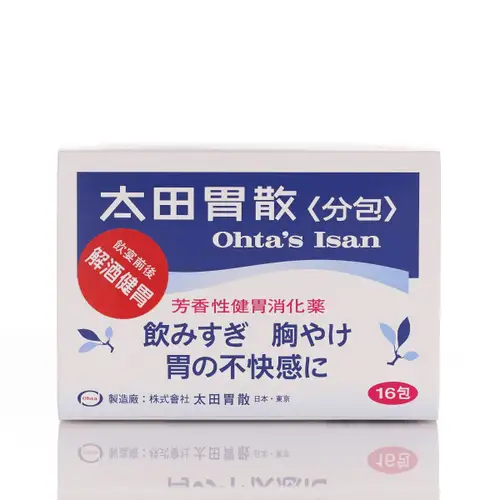 太田胃散〈分包〉
Ohta's Isan
飲宴前後
解酒健胃
芳香性健胃消化薬
飲みすぎ 胸やけ
胃の不快感に
Ohta
製造廠：株式會社 太田胃散 日本・東京
16包